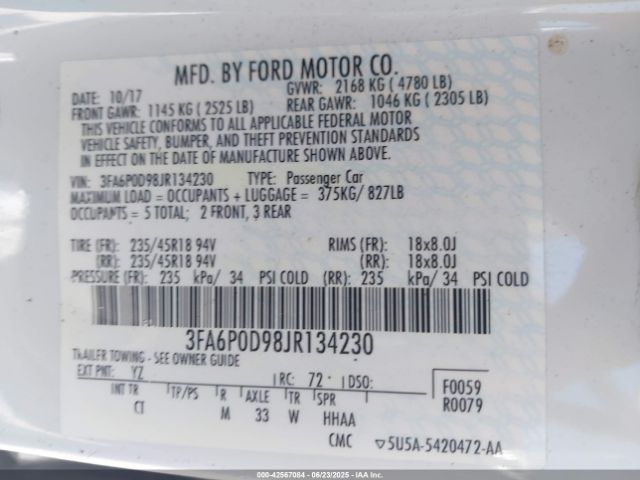 MFD. BY FORD MOTOR CO.
DATE: 10/17 GVWR: 2168 KG ( 4780 LB)
FRONT GAWR: 1145 KG ( 2525 LB) REAR GAWR: 1046 KG ( 2305 LB)
THIS VEHICLE CONFORMS TO ALL APPLICABLE FEDERAL MOTOR
VEHICLE SAFETY, BUMPER, AND THEFT PREVENTION STANDARDS
IN EFFECT ON THE DATE OF MANUFACTURE SHOWN ABOVE.
VIN: 3FA6P0D98JR134230 TYPE: Passenger Car
MAXIMUM LOAD = OCCUPANTS + LUGGAGE = 375KG/ 827LB
OCCUPANTS = 5 TOTAL; 2 FRONT, 3 REAR
TIRE (FR): 235/45R18 94V RIMS (FR): 18x8.0J
(RR): 235/45R18 94V (RR): 18x8.0J
PRESSURE (FR): 235 kPa/ 34 PSI COLD (RR): 235 kPa/ 34 PSI COLD
3FA6P0D98JR134230
TRAILER TOWING - SEE OWNER GUIDE
EXT PNT: YZ RC: 72 DSO: F0059
INT TR TP/PS R AXLE TR SPR R0079
CT M 33 W HHAA
CMC 5U5A-5420472-AA
000-42567084 (06/23/2025) IAAI.COM